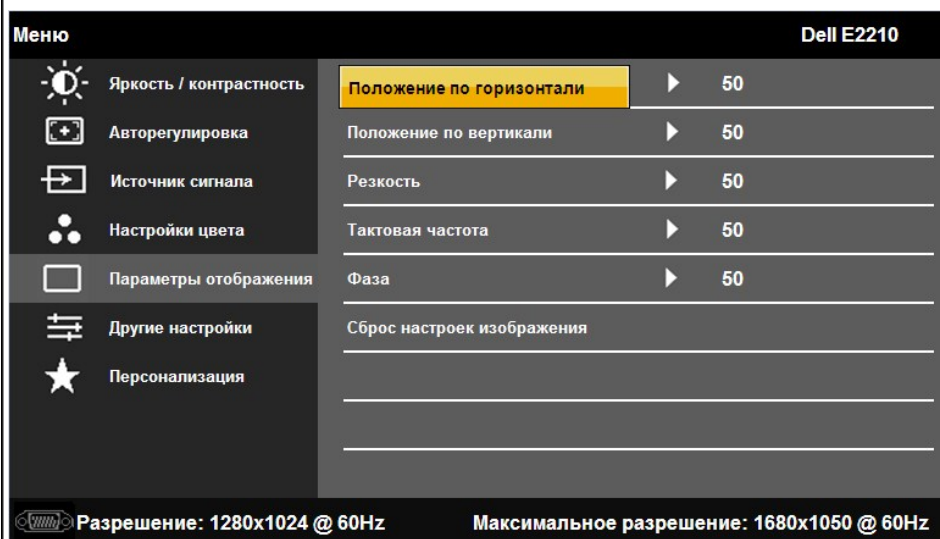 Меню Dell E2210
Яркость / контрастность
Положение по горизонтали 50
Авторегулировка
Положение по вертикали 50
Источник сигнала
Резкость 50
Настройки цвета
Тактовая частота 50
Параметры отображения
Фаза 50
Другие настройки
Сброс настроек изображения
Персонализация
Разрешение: 1280x1024 @ 60Hz Максимальное разрешение: 1680x1050 @ 60Hz